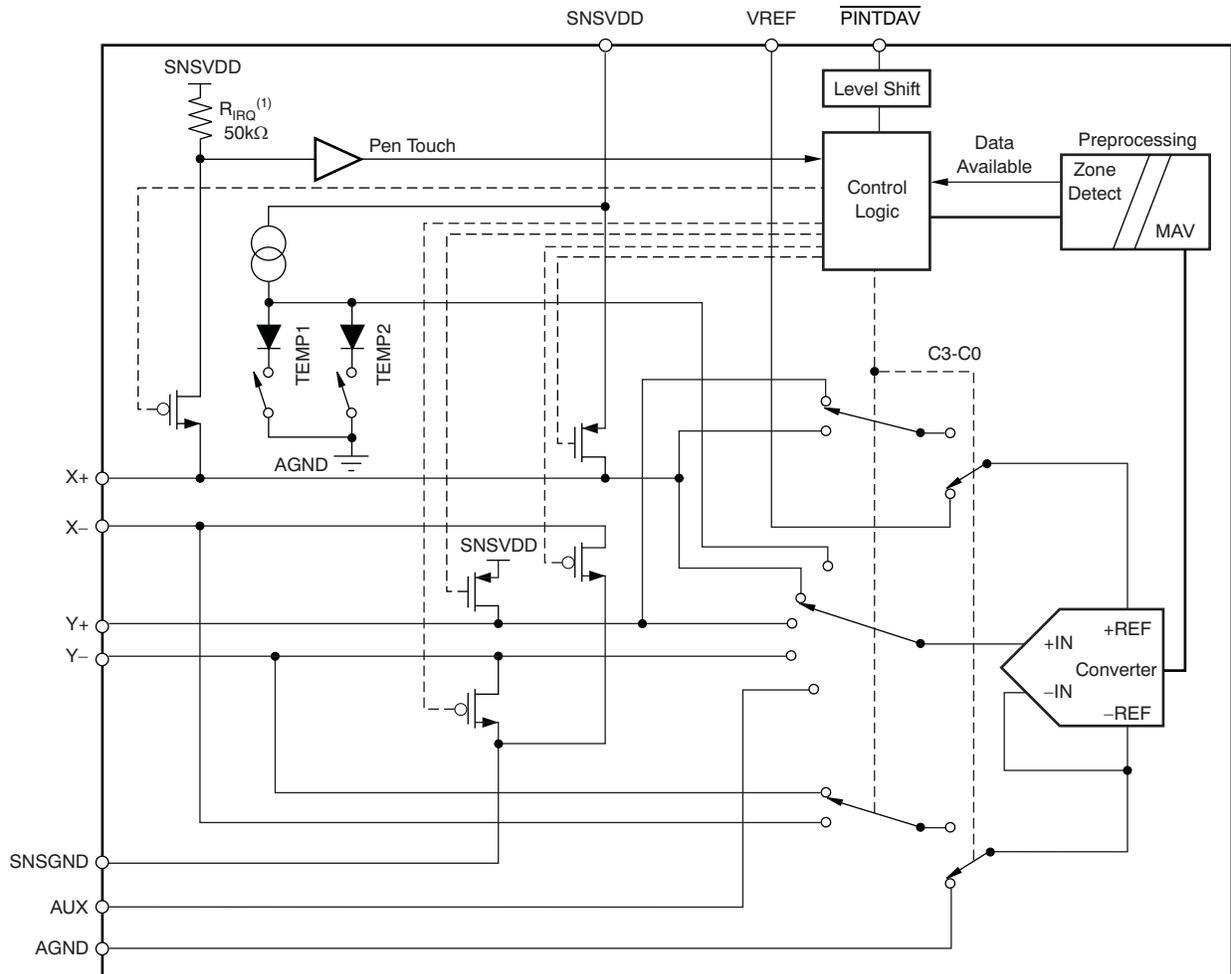 SNSVDD
VREF
PINTDAV
SNSVDD
R_IRQ^(1)
50kΩ
Level Shift
Pen Touch
Control
Logic
Data
Available
Preprocessing
Zone
Detect
MAV
TEMP1
TEMP2
C3-C0
AGND
X+
X–
SNSVDD
Y+
Y–
+IN
+REF
Converter
–IN
–REF
SNSGND
AUX
AGND